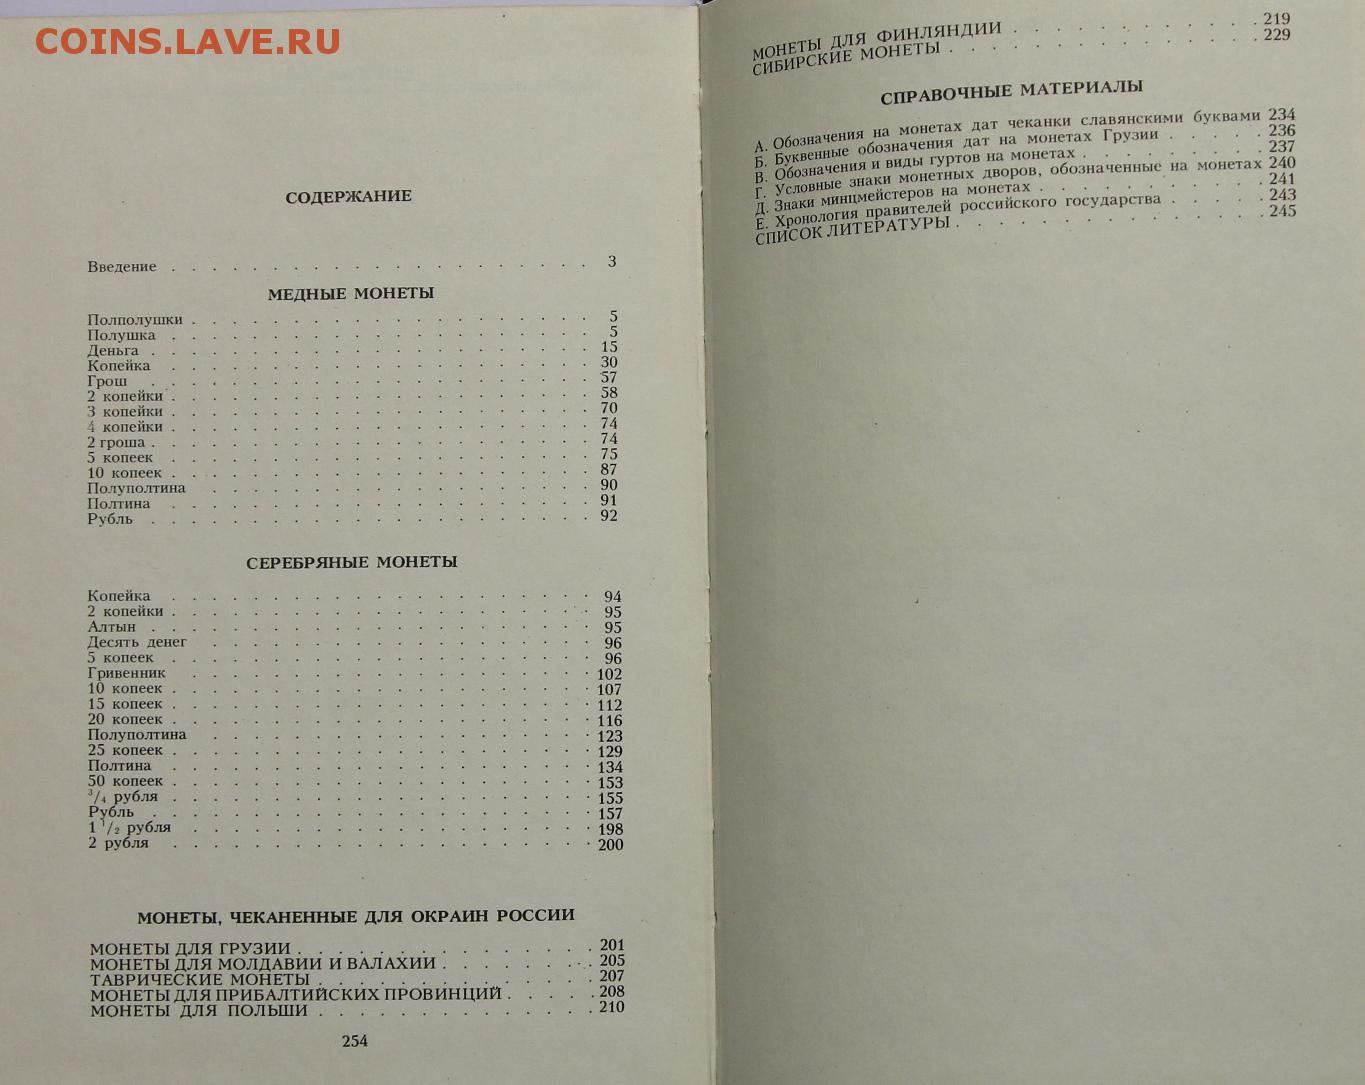 COINS.LAVE.RU
СОДЕРЖАНИЕ
Введение . . . . . . . . . . . . . . . . . . . . . 3
МЕДНЫЕ МОНЕТЫ
Полполушки . . . . . . . . . . . . . . . . . . . . 5
Полушка . . . . . . . . . . . . . . . . . . . . . 5
Деньга . . . . . . . . . . . . . . . . . . . . . . 15
Копейка . . . . . . . . . . . . . . . . . . . . . 30
Грош . . . . . . . . . . . . . . . . . . . . . . 57
2 копейки . . . . . . . . . . . . . . . . . . . . . 58
3 копейки . . . . . . . . . . . . . . . . . . . . . 70
4 копейки . . . . . . . . . . . . . . . . . . . . . 74
2 гроша . . . . . . . . . . . . . . . . . . . . . . 74
5 копеек . . . . . . . . . . . . . . . . . . . . . 75
10 копеек . . . . . . . . . . . . . . . . . . . . . 87
Полуполтина . . . . . . . . . . . . . . . . . . . 90
Полтина . . . . . . . . . . . . . . . . . . . . . 91
Рубль . . . . . . . . . . . . . . . . . . . . . . 92
СЕРЕБРЯНЫЕ МОНЕТЫ
Копейка . . . . . . . . . . . . . . . . . . . . . 94
2 копейки . . . . . . . . . . . . . . . . . . . . . 95
Алтын . . . . . . . . . . . . . . . . . . . . . . 95
Десять денег . . . . . . . . . . . . . . . . . . . 96
5 копеек . . . . . . . . . . . . . . . . . . . . . 96
Гривенник . . . . . . . . . . . . . . . . . . . . 102
10 копеек . . . . . . . . . . . . . . . . . . . . . 107
15 копеек . . . . . . . . . . . . . . . . . . . . . 112
20 копеек . . . . . . . . . . . . . . . . . . . . . 116
Полуполтина . . . . . . . . . . . . . . . . . . . 123
25 копеек . . . . . . . . . . . . . . . . . . . . . 129
Полтина . . . . . . . . . . . . . . . . . . . . . 134
50 копеек . . . . . . . . . . . . . . . . . . . . . 153
3/4 рубля . . . . . . . . . . . . . . . . . . . . . 155
Рубль . . . . . . . . . . . . . . . . . . . . . . 157
1 1/2 рубля . . . . . . . . . . . . . . . . . . . . 198
2 рубля . . . . . . . . . . . . . . . . . . . . . 200
МОНЕТЫ, ЧЕКАНЕННЫЕ ДЛЯ ОКРАИН РОССИИ
МОНЕТЫ ДЛЯ ГРУЗИИ . . . . . . . . . . . . . . . 201
МОНЕТЫ ДЛЯ МОЛДАВИИ И ВАЛАХИИ . . . . . . . . 205
ТАВРИЧЕСКИЕ МОНЕТЫ . . . . . . . . . . . . . . 207
МОНЕТЫ ДЛЯ ПРИБАЛТИЙСКИХ ПРОВИНЦИЙ . . . . . 208
МОНЕТЫ ДЛЯ ПОЛЬШИ . . . . . . . . . . . . . . 210
254
МОНЕТЫ ДЛЯ ФИНЛЯНДИИ . . . . . . . . . . . . . 219
СИБИРСКИЕ МОНЕТЫ . . . . . . . . . . . . . . . . 229
СПРАВОЧНЫЕ МАТЕРИАЛЫ
А. Обозначения на монетах дат чеканки славянскими буквами 234
Б. Буквенные обозначения дат на монетах Грузии . . . . . 236
В. Обозначения и виды гуртов на монетах . . . . . . . . . 237
Г. Условные знаки монетных дворов, обозначенные на монетах 240
Д. Знаки минцмейстеров на монетах . . . . . . . . . . . . 241
Е. Хронология правителей российского государства . . . . . 243
СПИСОК ЛИТЕРАТУРЫ . . . . . . . . . . . . . . . . 245